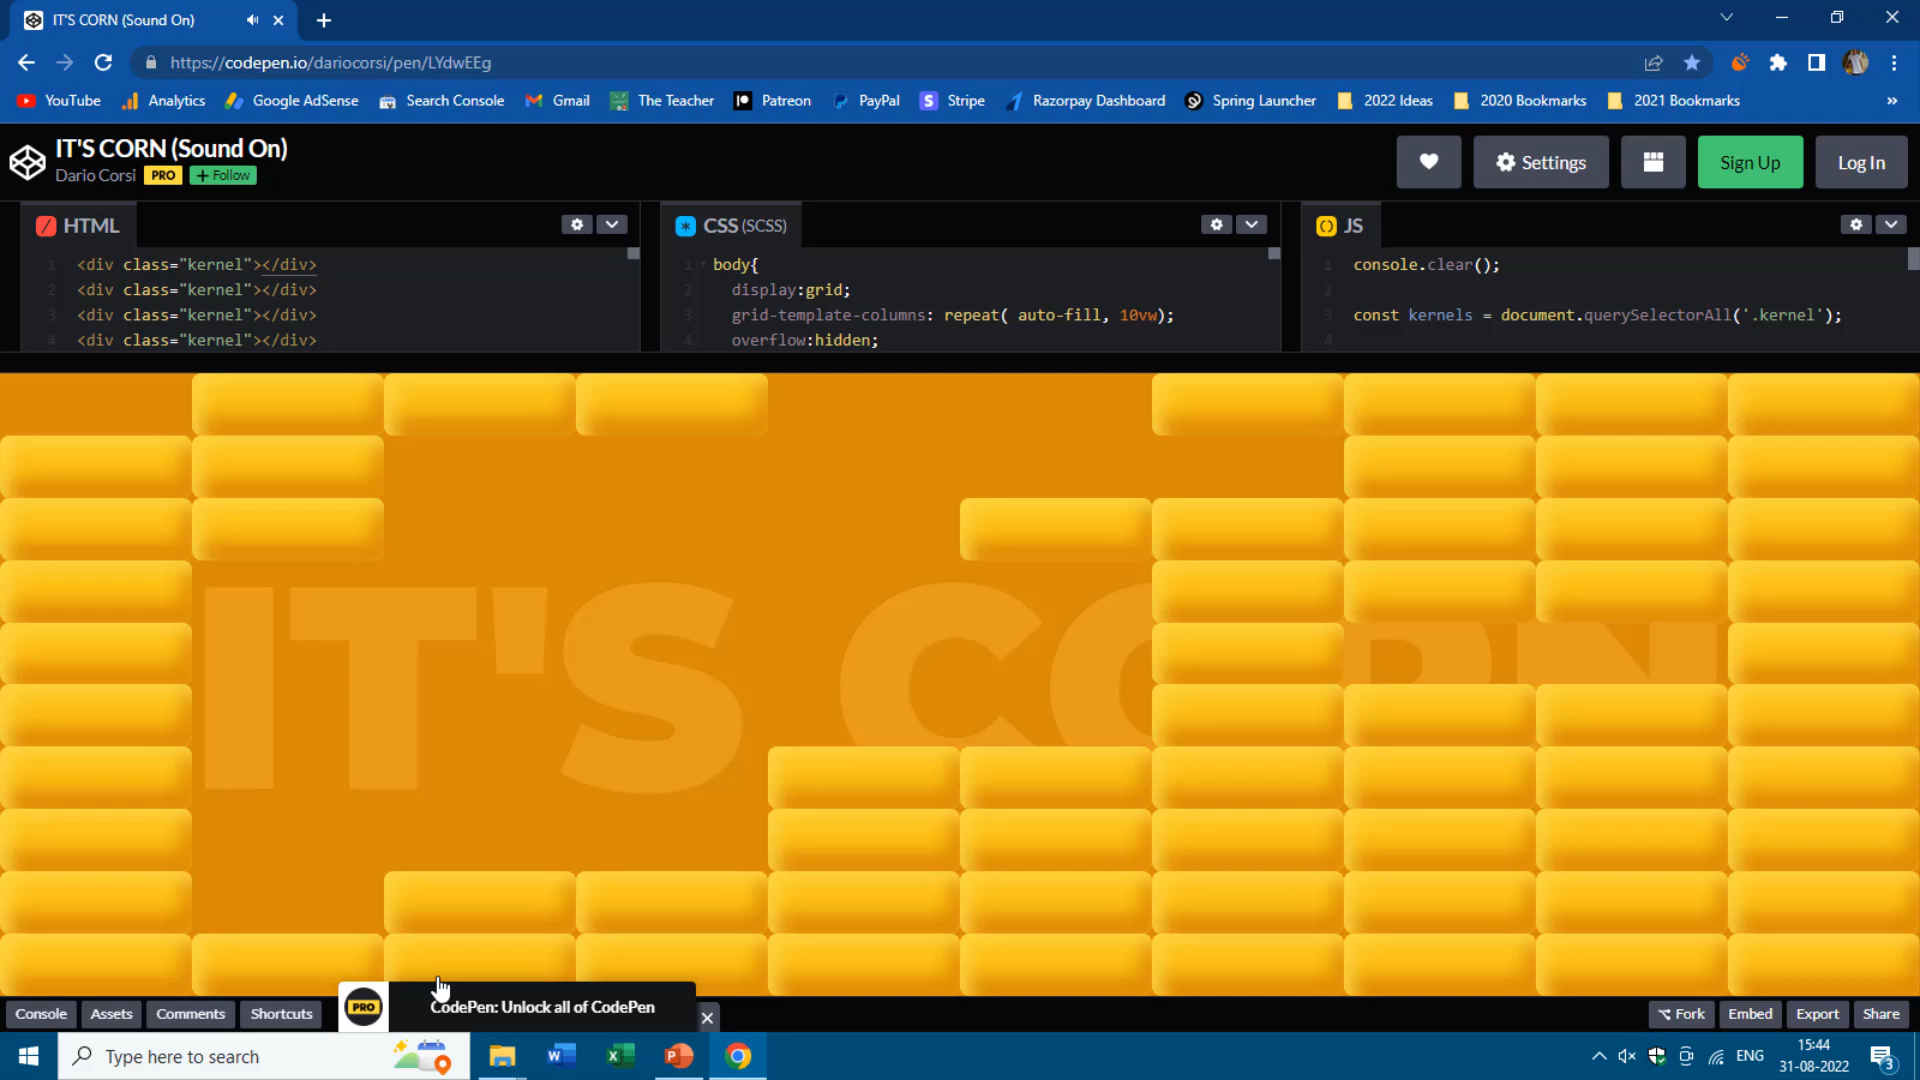 IT'S CORN (Sound On)
https://codepen.io/dariocorsi/pen/LYdwEEg
YouTube Analytics Google AdSense Search Console Gmail The Teacher Patreon PayPal Stripe Razorpay Dashboard Spring Launcher 2022 Ideas 2020 Bookmarks 2021 Bookmarks »
IT'S CORN (Sound On)
Dario Corsi PRO + Follow
Settings Sign Up Log In
HTML
1 <div class="kernel"></div>
2 <div class="kernel"></div>
3 <div class="kernel"></div>
4 <div class="kernel"></div>
CSS (SCSS)
1 body{
2 display:grid;
3 grid-template-columns: repeat( auto-fill, 10vw);
4 overflow:hidden;
JS
1 console.clear();
2
3 const kernels = document.querySelectorAll('.kernel');
4
IT'S CORN
Console Assets Comments Shortcuts
PRO CodePen: Unlock all of CodePen
Fork Embed Export Share
Type here to search
ENG
15:44
31-08-2022
3